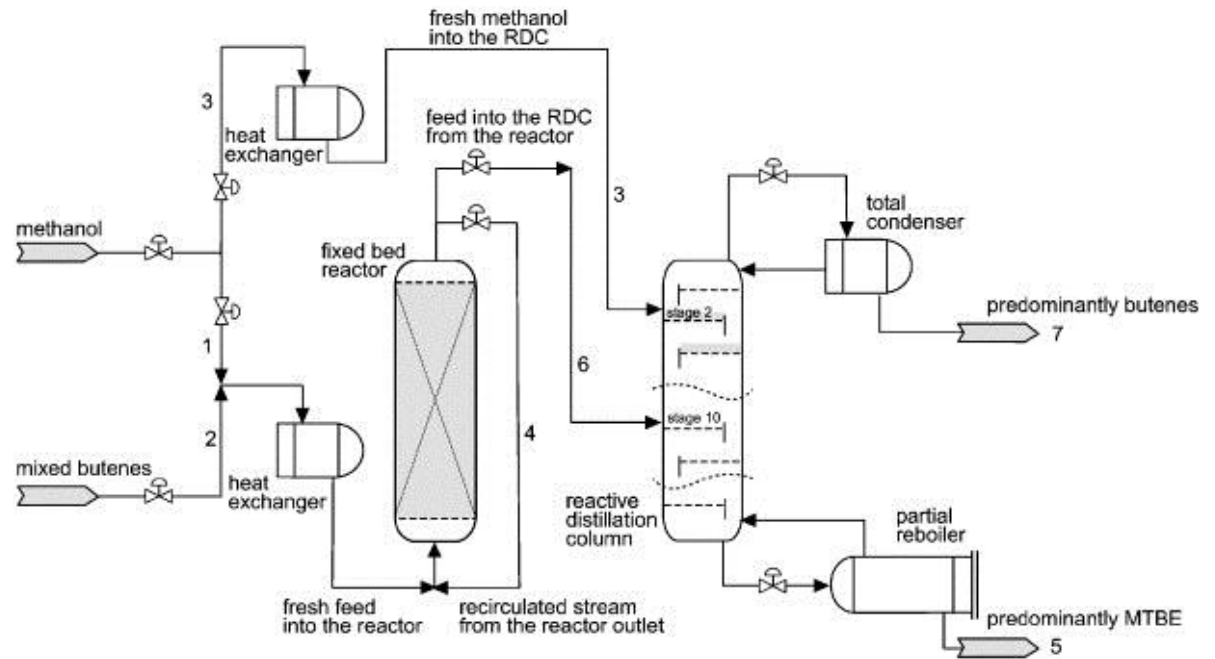 fresh methanol
into the RDC
3
heat
exchanger
feed into the RDC
from the reactor
3
total
condenser
methanol
fixed bed
reactor
predominantly butenes
7
stage 2
1
6
2
4
stage 10
mixed butenes
heat
exchanger
reactive
distillation
column
partial
reboiler
fresh feed
into the reactor
recirculated stream
from the reactor outlet
predominantly MTBE
5